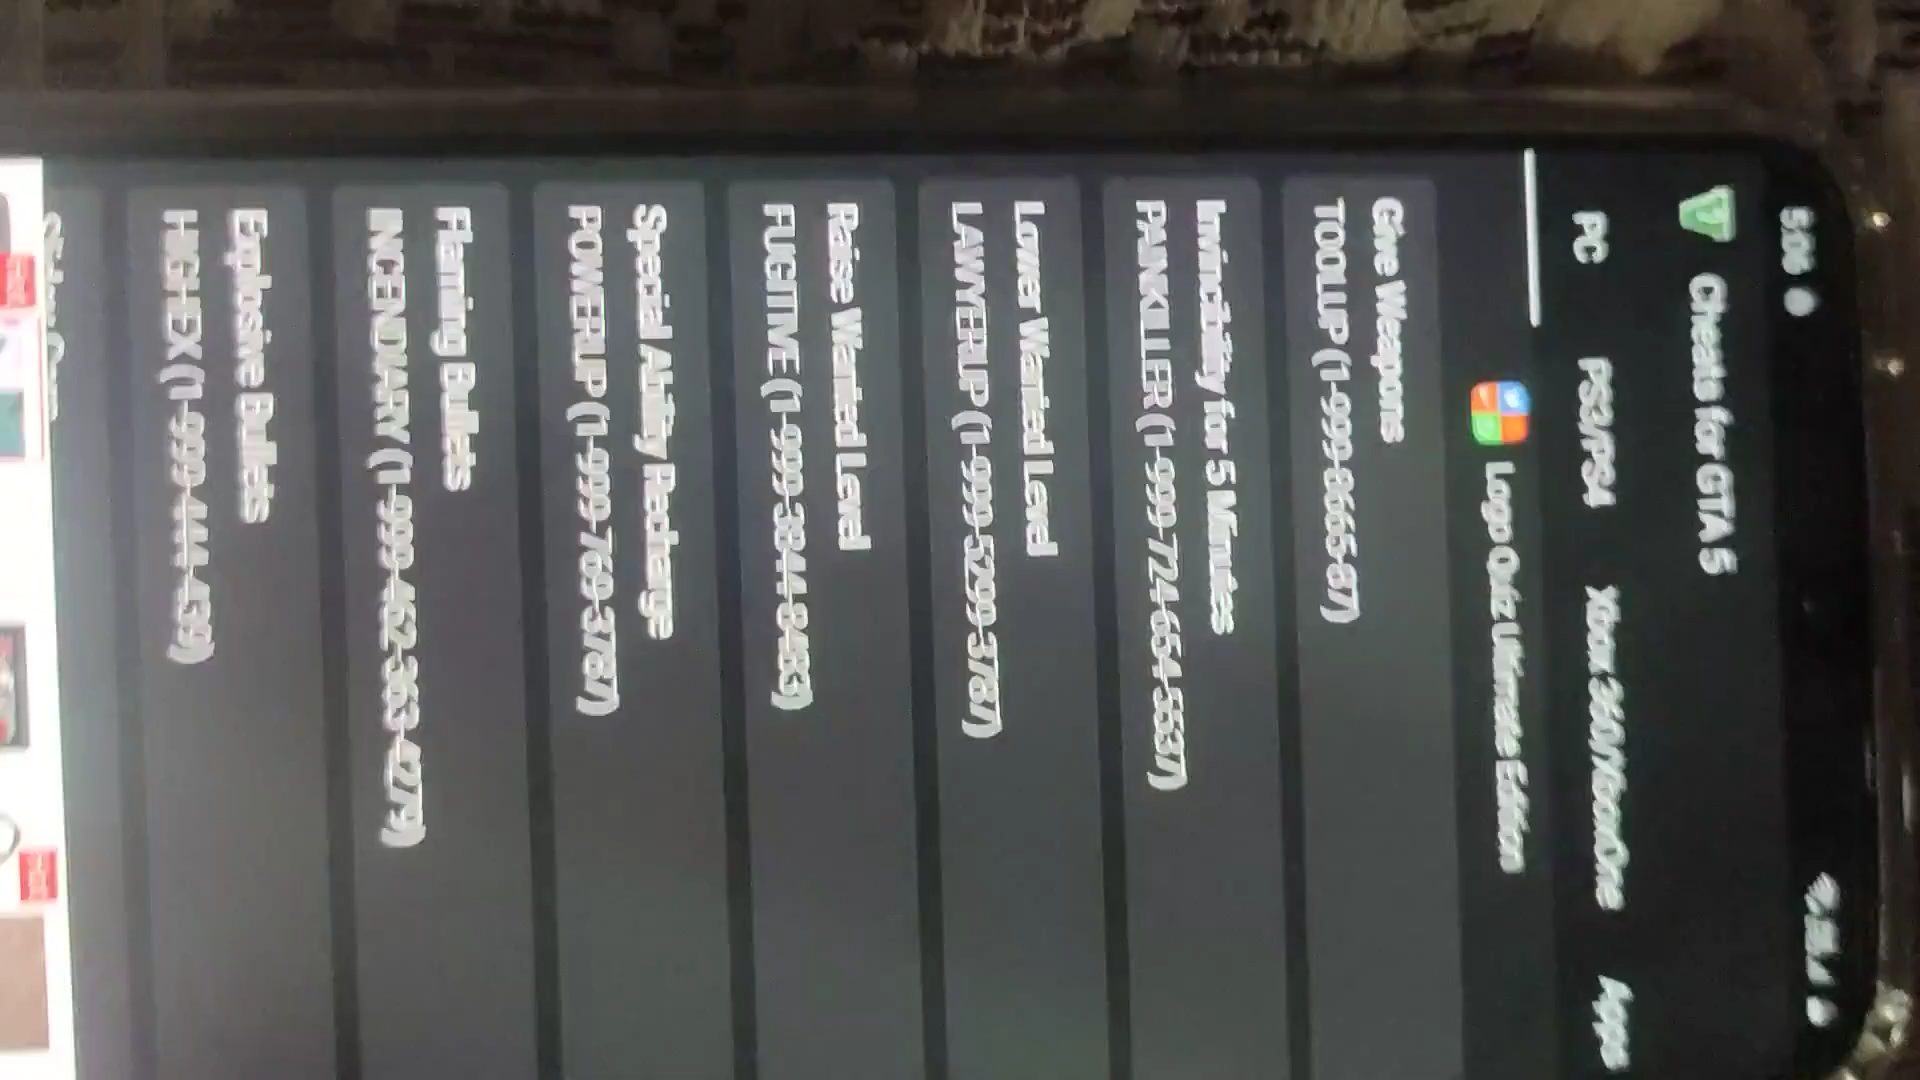 5:06
Cheats for GTA 5
PC PS3/PS4 Xbox 360/XboxOne Apps
Logo Quiz Ultimate Edition
Give Weapons
TOOLUP (1-999-8665-87)
Invincibility for 5 Minutes
PAINKILLER (1-999-724-654-5537)
Lower Wanted Level
LAWYERUP (1-999-5299-3787)
Raise Wanted Level
FUGITIVE (1-999-3844-8483)
Special Ability Recharge
POWERUP (1-999-769-3787)
Flaming Bullets
INCENDIARY (1-999-462-363-4279)
Explosive Bullets
HIGHEX (1-999-444-439)